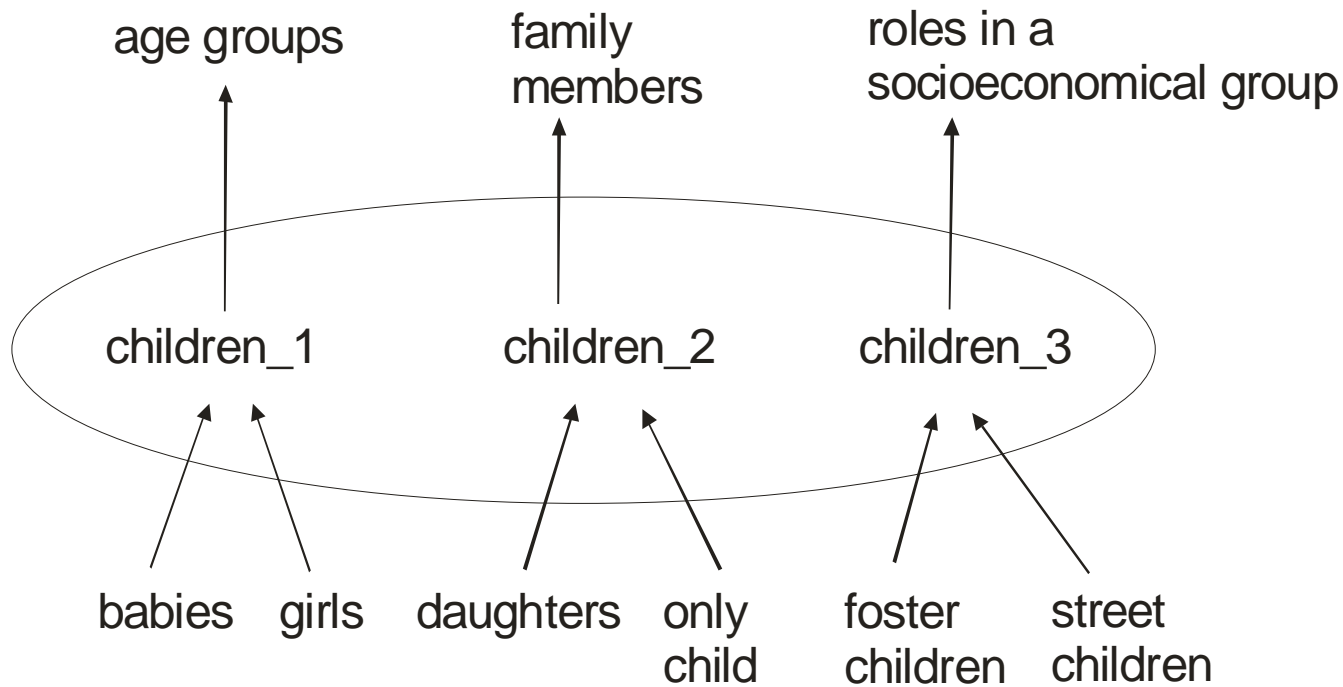 age groups
family
members
roles in a
socioeconomical group
children_1
children_2
children_3
babies
girls
daughters
only
child
foster
children
street
children